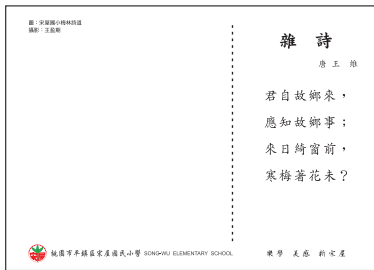 圖：宋屋國小梅林詩道
攝影：王盈期
雜 詩
唐 王 維
君自故鄉來，
應知故鄉事；
來日綺窗前，
寒梅著花未？
桃園市平鎮區宋屋國民小學 SONG-WU ELEMENTARY SCHOOL
樂學 美感 新宋屋